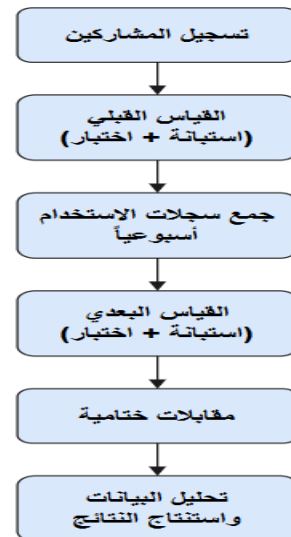 تسجيل المشاركين
القياس القبلي
(استبانة + اختبار)
جمع سجلات الاستخدام
أسبوعياً
القياس البعدي
(استبانة + اختبار)
مقابلات ختامية
تحليل البيانات
واستنتاج النتائج